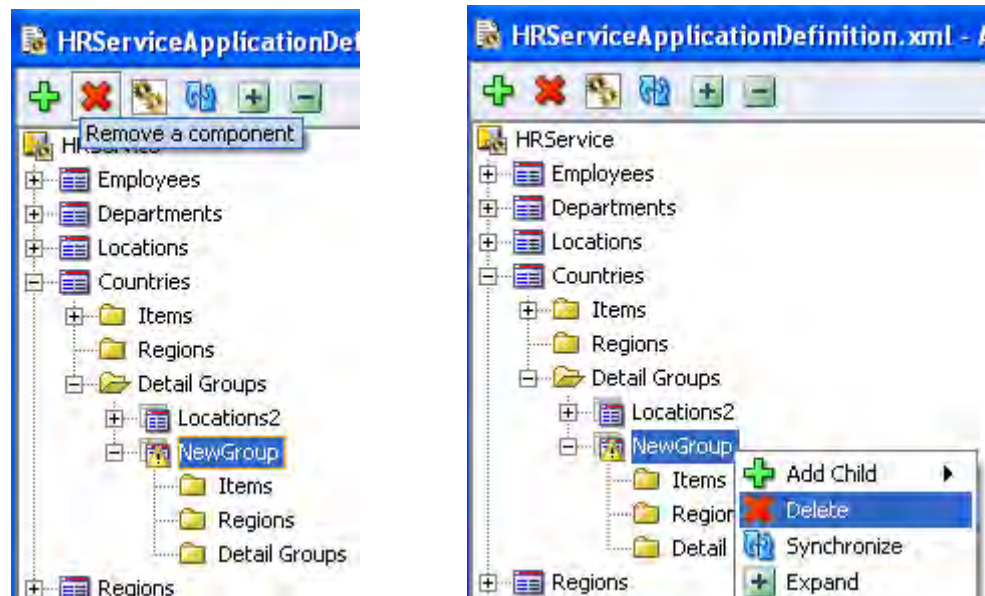 HRServiceApplicationDef
Remove a component
Employees
Departments
Locations
Countries
Items
Regions
Detail Groups
Locations2
NewGroup
Items
Regions
Detail Groups
Regions
HRServiceApplicationDefinition.xml - A
HRService
Employees
Departments
Locations
Countries
Items
Regions
Detail Groups
Locations2
NewGroup
Items
Add Child
Region
Delete
Detail
Synchronize
Regions
Expand